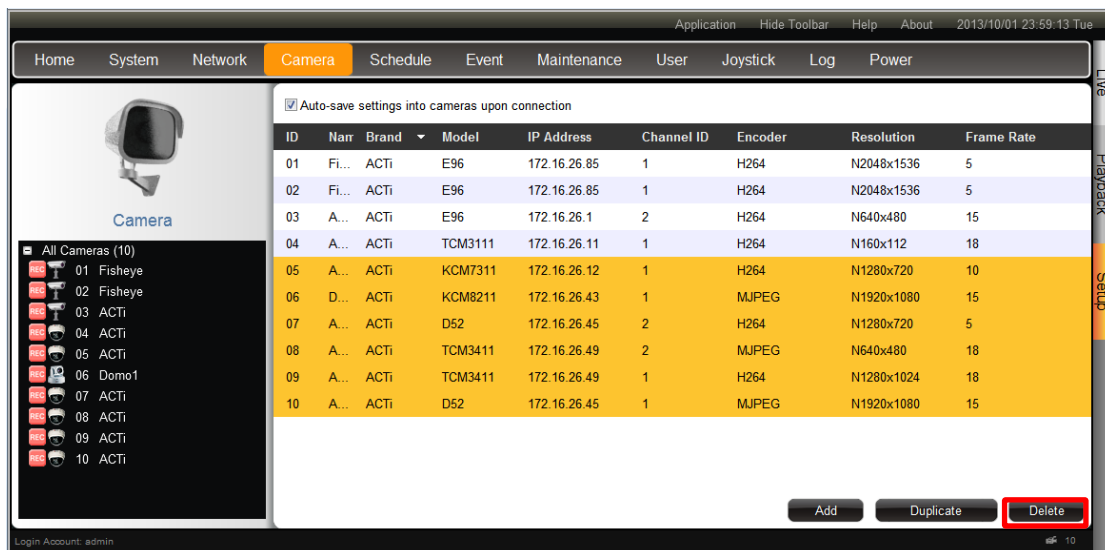 Application Hide Toolbar Help About 2013/10/01 23:59:13 Tue
Home System Network Camera Schedule Event Maintenance User Joystick Log Power
Live
Playback
Setup
Camera
All Cameras (10)
REC 01 Fisheye
REC 02 Fisheye
REC 03 ACTi
REC 04 ACTi
REC 05 ACTi
REC 06 Domo1
REC 07 ACTi
REC 08 ACTi
REC 09 ACTi
REC 10 ACTi
Auto-save settings into cameras upon connection
ID Nam Brand Model IP Address Channel ID Encoder Resolution Frame Rate
01 Fi... ACTi E96 172.16.26.85 1 H264 N2048x1536 5
02 Fi... ACTi E96 172.16.26.85 1 H264 N2048x1536 5
03 A... ACTi E96 172.16.26.1 2 H264 N640x480 15
04 A... ACTi TCM3111 172.16.26.11 1 H264 N160x112 18
05 A... ACTi KCM7311 172.16.26.12 1 H264 N1280x720 10
06 D... ACTi KCM8211 172.16.26.43 1 MJPEG N1920x1080 15
07 A... ACTi D52 172.16.26.45 2 H264 N1280x720 5
08 A... ACTi TCM3411 172.16.26.49 2 MJPEG N640x480 18
09 A... ACTi TCM3411 172.16.26.49 1 H264 N1280x1024 18
10 A... ACTi D52 172.16.26.45 1 MJPEG N1920x1080 15
Add Duplicate Delete
Login Account: admin 10